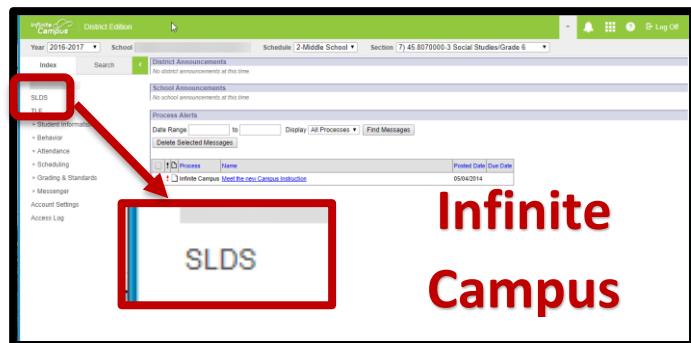 Infinite Campus District Edition Log Off
Year 2016-2017 School Schedule 2-Middle School Section 7) 45.8070000-3 Social Studies/Grade 6
Index Search
District Announcements
No district announcements at this time
School Announcements
No school announcements at this time
Process Alerts
Date Range to Display All Processes Find Messages
Delete Selected Messages
Process Name Posted Date Due Date
! Infinite Campus Meet the new Campus Instruction 05/04/2014
SLDS
TLE
Student Informati
Behavior
Attendance
Scheduling
Grading & Standards
Messenger
Account Settings
Access Log
SLDS
Infinite
Campus